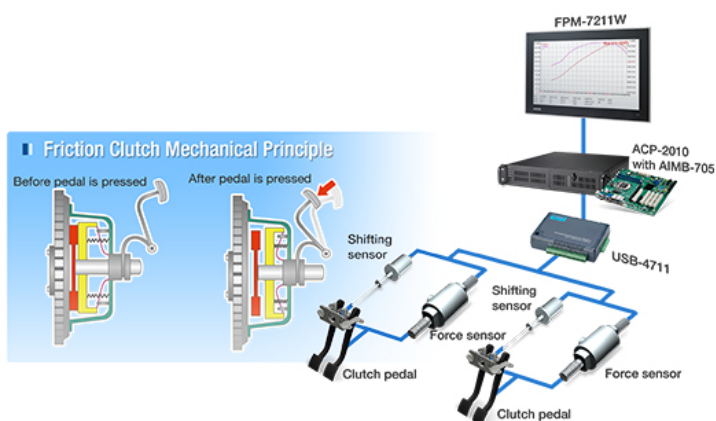 FPM-7211W
ACP-2010
with AIMB-705
USB-4711
Friction Clutch Mechanical Principle
Before pedal is pressed
After pedal is pressed
Shifting
sensor
Force sensor
Clutch pedal
Shifting
sensor
Force sensor
Clutch pedal